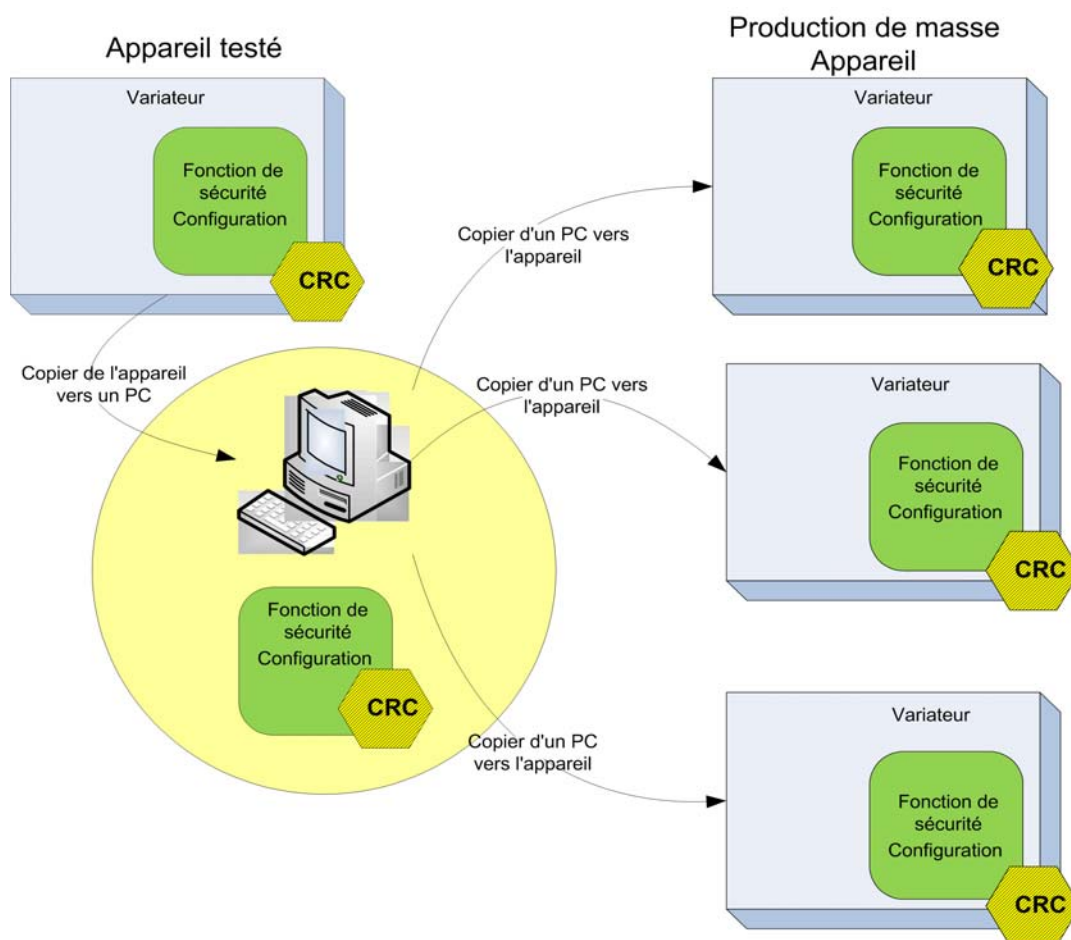 Appareil testé
Variateur
Fonction de
sécurité
Configuration
CRC
Copier de l'appareil
vers un PC
Fonction de
sécurité
Configuration
CRC
Copier d'un PC vers
l'appareil
Copier d'un PC vers
l'appareil
Copier d'un PC
vers l'appareil
Production de masse
Appareil
Variateur
Fonction de
sécurité
Configuration
CRC
Variateur
Fonction de
sécurité
Configuration
CRC
Variateur
Fonction de
sécurité
Configuration
CRC